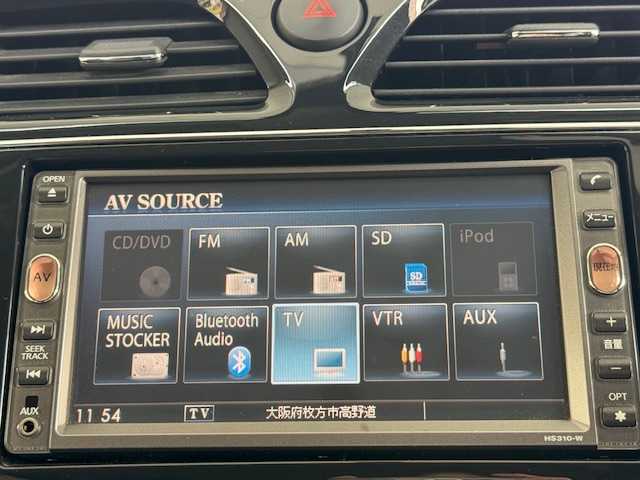 OPEN
AV
SEEK
TRACK
AUX
AV SOURCE
CD/DVD
FM
AM
SD
iPod
SD
MUSIC
STOCKER
Bluetooth
Audio
TV
VTR
AUX
11 54
TV
大阪府枚方市高野道
メニュー
現在地
音量
OPT
HS310-W